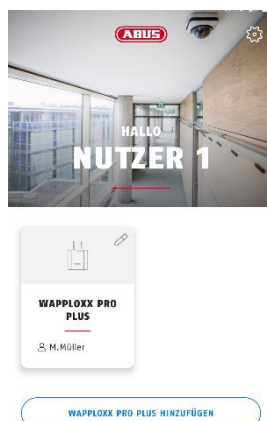 ABUS
HALLO
NUTZER 1
WAPPLOXX PRO
PLUS
M.Müller
WAPPLOXX PRO PLUS HINZUFÜGEN